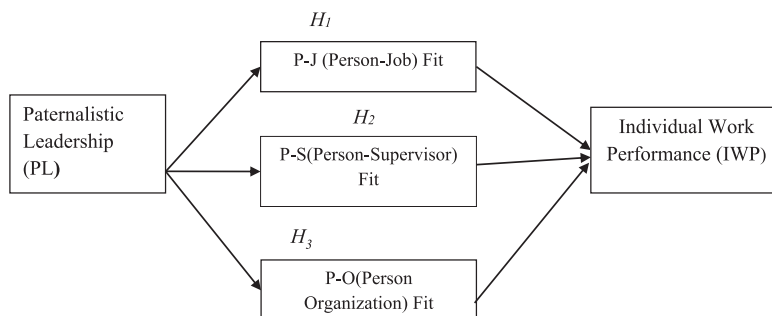 H1
P-J (Person-Job) Fit
Paternalistic
Leadership
(PL)
H2
P-S(Person-Supervisor)
Fit
Individual Work
Performance (IWP)
H3
P-O(Person
Organization) Fit